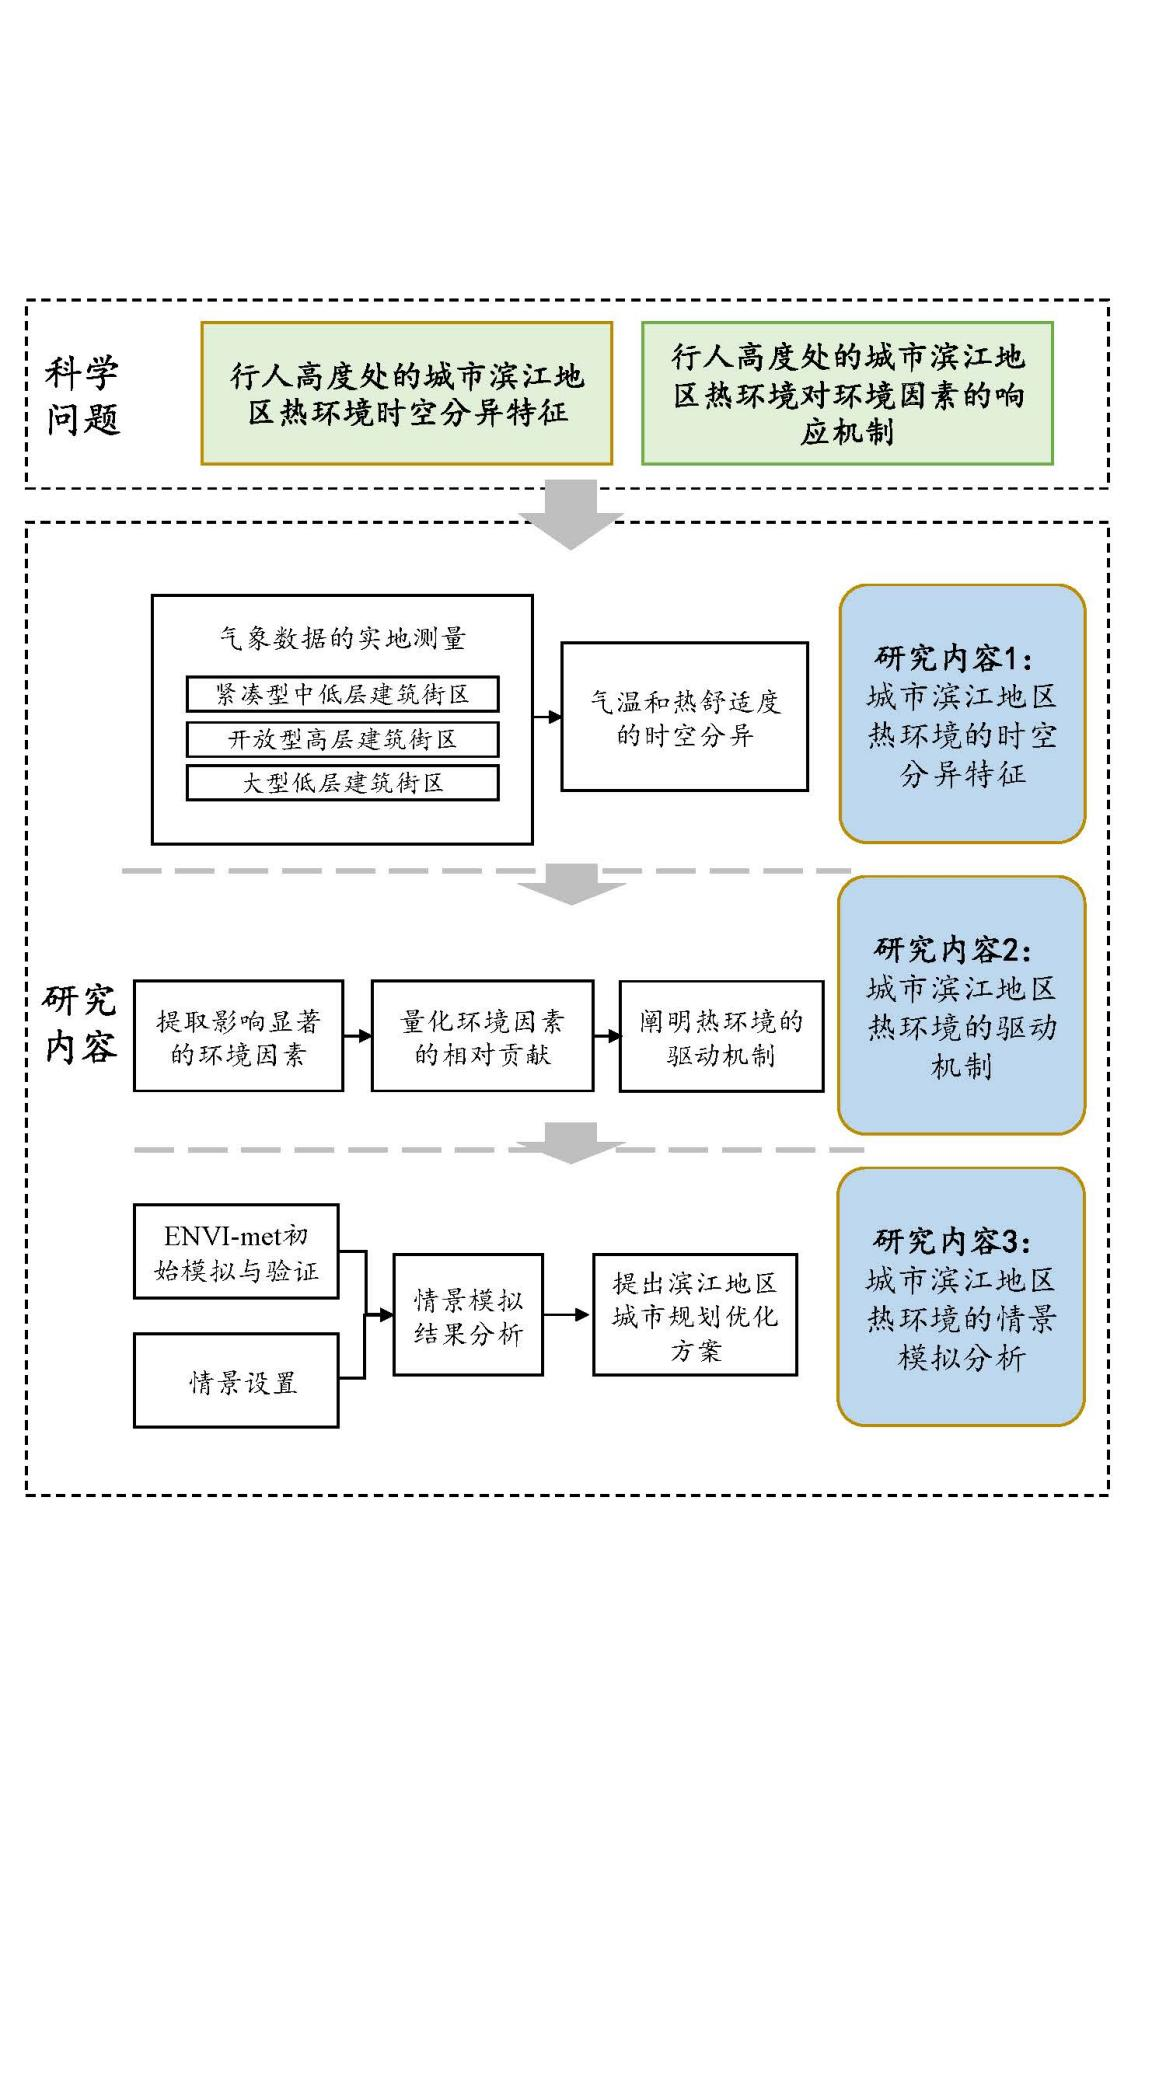 科学
问题
行人高度处的城市滨江地
区热环境时空分异特征
行人高度处的城市滨江地
区热环境对环境因素的响
应机制
研究
内容
气象数据的实地测量
紧凑型中低层建筑街区
开放型高层建筑街区
大型低层建筑街区
气温和热舒适度
的时空分异
研究内容1：
城市滨江地区
热环境的时空
分异特征
提取影响显著
的环境因素
量化环境因素
的相对贡献
阐明热环境的
驱动机制
研究内容2：
城市滨江地区
热环境的驱动
机制
ENVI-met初
始模拟与验证
情景设置
情景模拟
结果分析
提出滨江地区
城市规划优化
方案
研究内容3：
城市滨江地区
热环境的情景
模拟分析